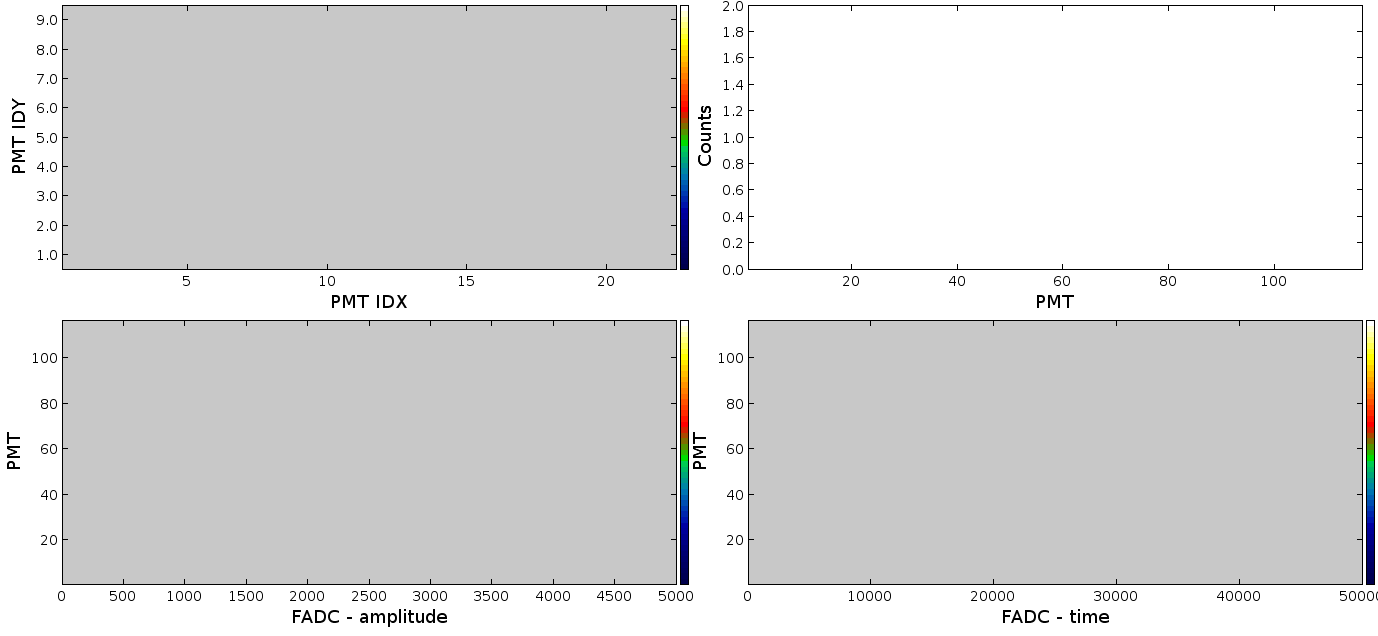 9.0
8.0
7.0
6.0
5.0
4.0
3.0
2.0
1.0
PMT IDY
5 10 15 20
PMT IDX
2.0
1.8
1.6
1.4
1.2
1.0
0.8
0.6
0.4
0.2
0.0
Counts
20 40 60 80 100
PMT
100
80
60
40
20
PMT
0 500 1000 1500 2000 2500 3000 3500 4000 4500 5000
FADC - amplitude
100
80
60
40
20
PMT
0 10000 20000 30000 40000 50000
FADC - time